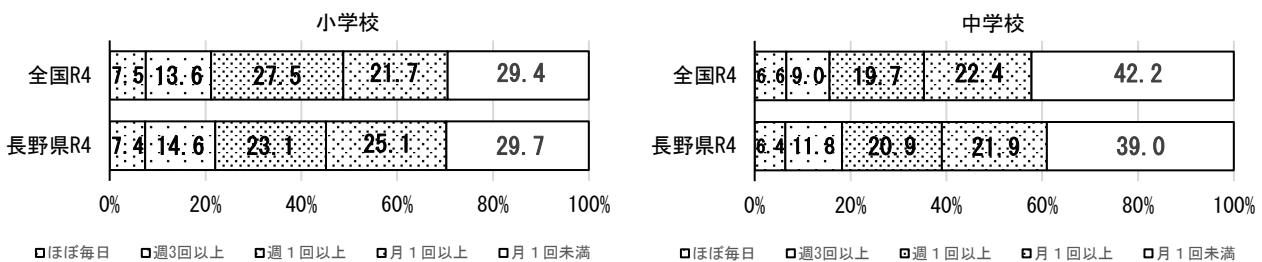 小学校
全国R4 7.5 13.6 27.5 21.7 29.4
長野県R4 7.4 14.6 23.1 25.1 29.7
0% 20% 40% 60% 80% 100%
ほぼ毎日 週3回以上 週１回以上 月１回以上 月１回未満
中学校
全国R4 6.6 9.0 19.7 22.4 42.2
長野県R4 6.4 11.8 20.9 21.9 39.0
0% 20% 40% 60% 80% 100%
ほぼ毎日 週3回以上 週１回以上 月１回以上 月１回未満